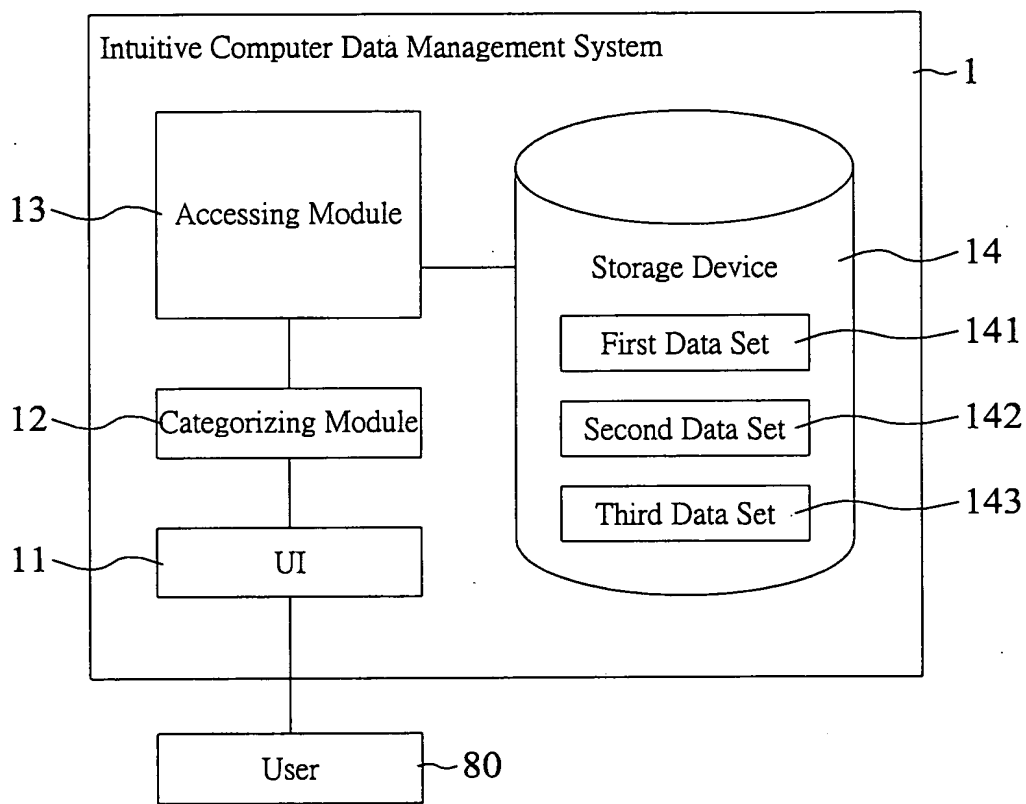 Intuitive Computer Data Management System
1
13
Accessing Module
Storage Device
14
First Data Set
141
12
Categorizing Module
Second Data Set
142
Third Data Set
143
11
UI
User
80